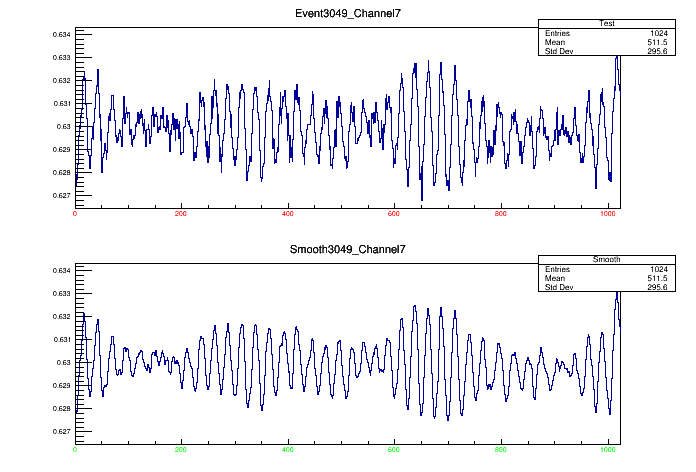 Event3049_Channel7
Test
Entries 1024
Mean 511.5
Std Dev 295.6
0.634
0.633
0.632
0.631
0.63
0.629
0.628
0.627
0 200 400 600 800 1000
Smooth3049_Channel7
Smooth
Entries 1024
Mean 511.5
Std Dev 295.6
0.634
0.633
0.632
0.631
0.63
0.629
0.628
0.627
0 200 400 600 800 1000